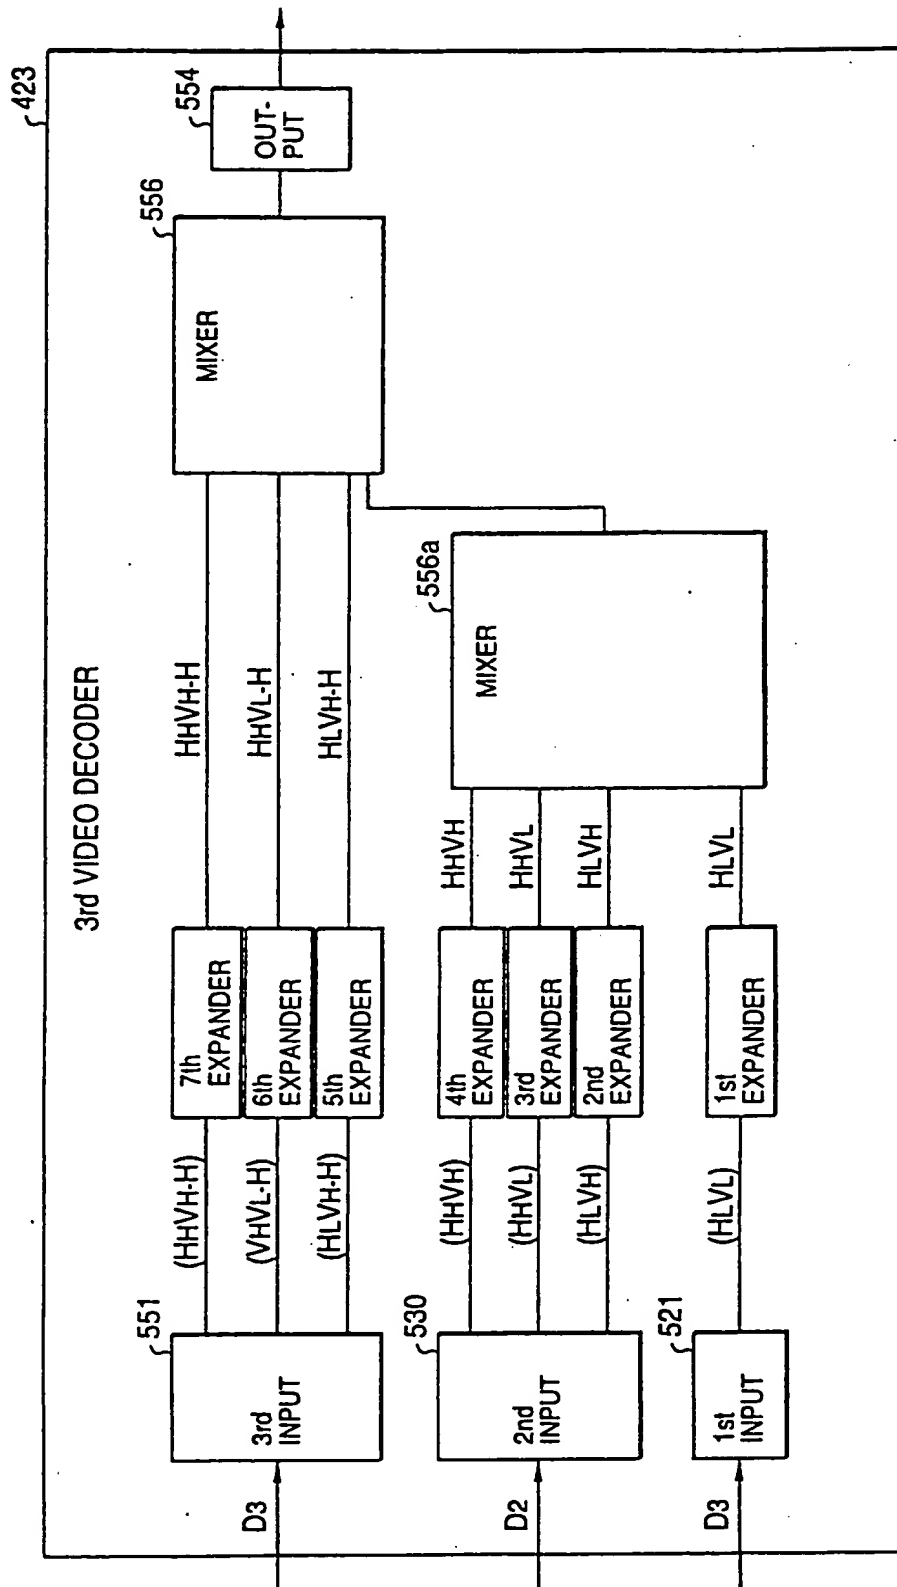 423
3rd VIDEO DECODER
D3
551
3rd
INPUT
(HHVH-H)
(VHVL-H)
(HLVH-H)
7th
EXPANDER
6th
EXPANDER
5th
EXPANDER
HHVH-H
HHVL-H
HLVH-H
556
MIXER
554
OUT-
PUT
D2
530
2nd
INPUT
(HHVH)
(HHVL)
(HLVH)
4th
EXPANDER
3rd
EXPANDER
2nd
EXPANDER
HHVH
HHVL
HLVH
556a
MIXER
D3
521
1st
INPUT
(HLVL)
1st
EXPANDER
HLVL